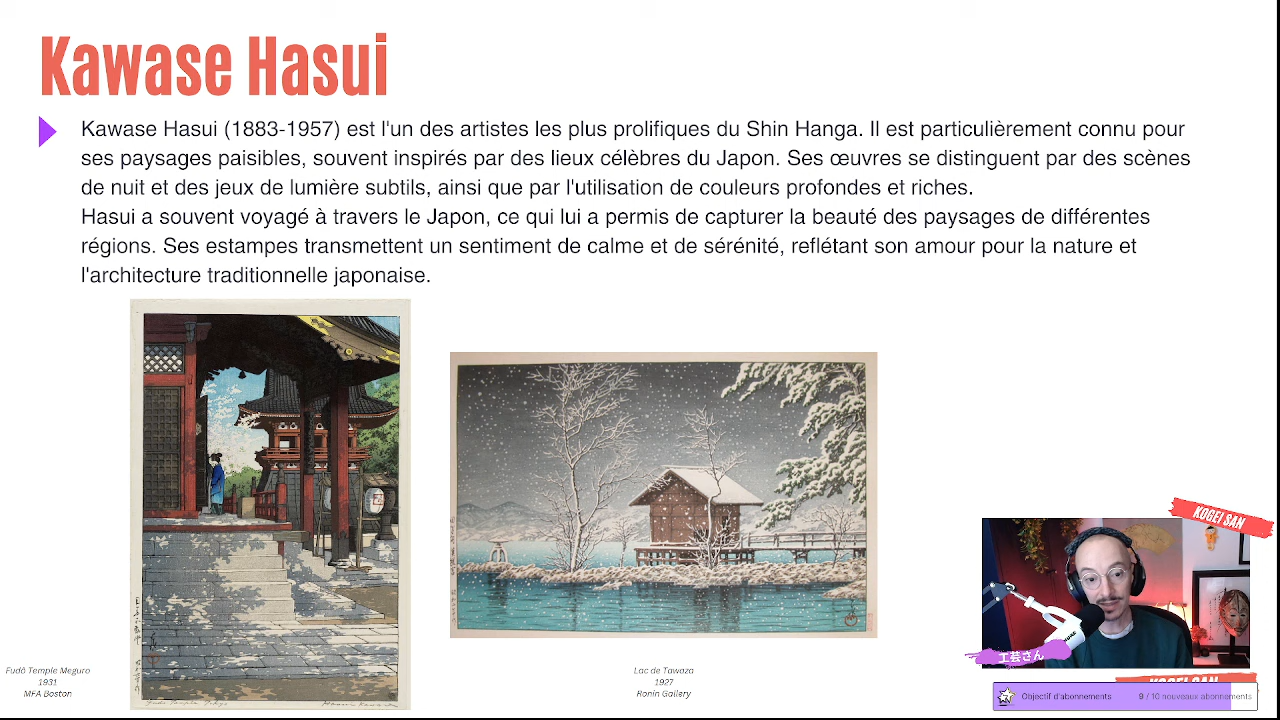 Kawase Hasui
Kawase Hasui (1883-1957) est l'un des artistes les plus prolifiques du Shin Hanga. Il est particulièrement connu pour
ses paysages paisibles, souvent inspirés par des lieux célèbres du Japon. Ses œuvres se distinguent par des scènes
de nuit et des jeux de lumière subtils, ainsi que par l'utilisation de couleurs profondes et riches.
Hasui a souvent voyagé à travers le Japon, ce qui lui a permis de capturer la beauté des paysages de différentes
régions. Ses estampes transmettent un sentiment de calme et de sérénité, reflétant son amour pour la nature et
l'architecture traditionnelle japonaise.
Fudō Temple Meguro
1931
MFA Boston
Lac de Tawazo
1927
Ronin Gallery
KOGEI SAN
工芸さん
KOGEI SAN
Objectif d'abonnements
9 / 10 nouveaux abonnements